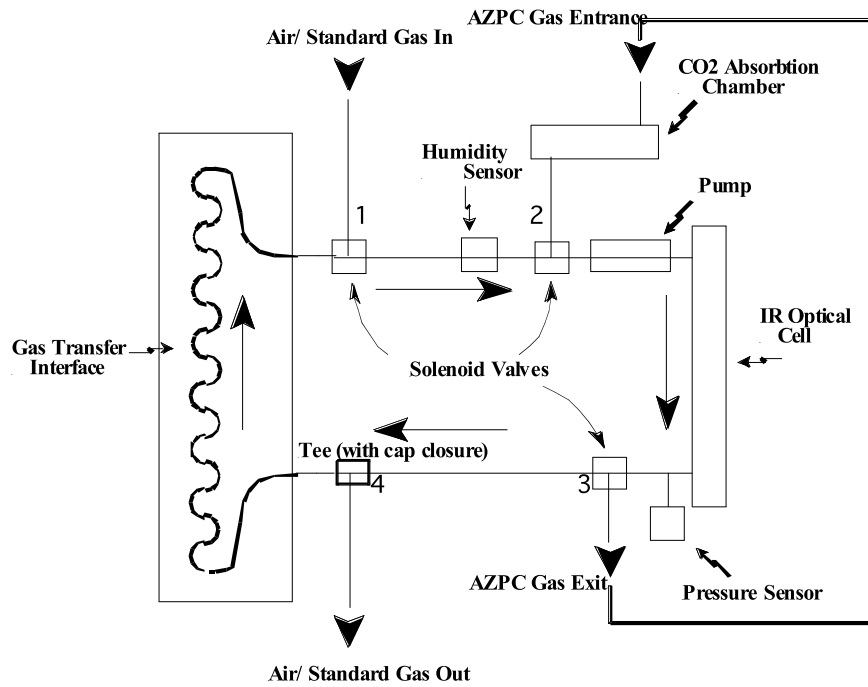 AZPC Gas Entrance
Air/ Standard Gas In
CO2 Absorbtion
Chamber
Humidity
Sensor
Pump
1
2
IR Optical
Cell
Gas Transfer
Interface
Solenoid Valves
Tee (with cap closure)
4
3
AZPC Gas Exit
Pressure Sensor
Air/ Standard Gas Out